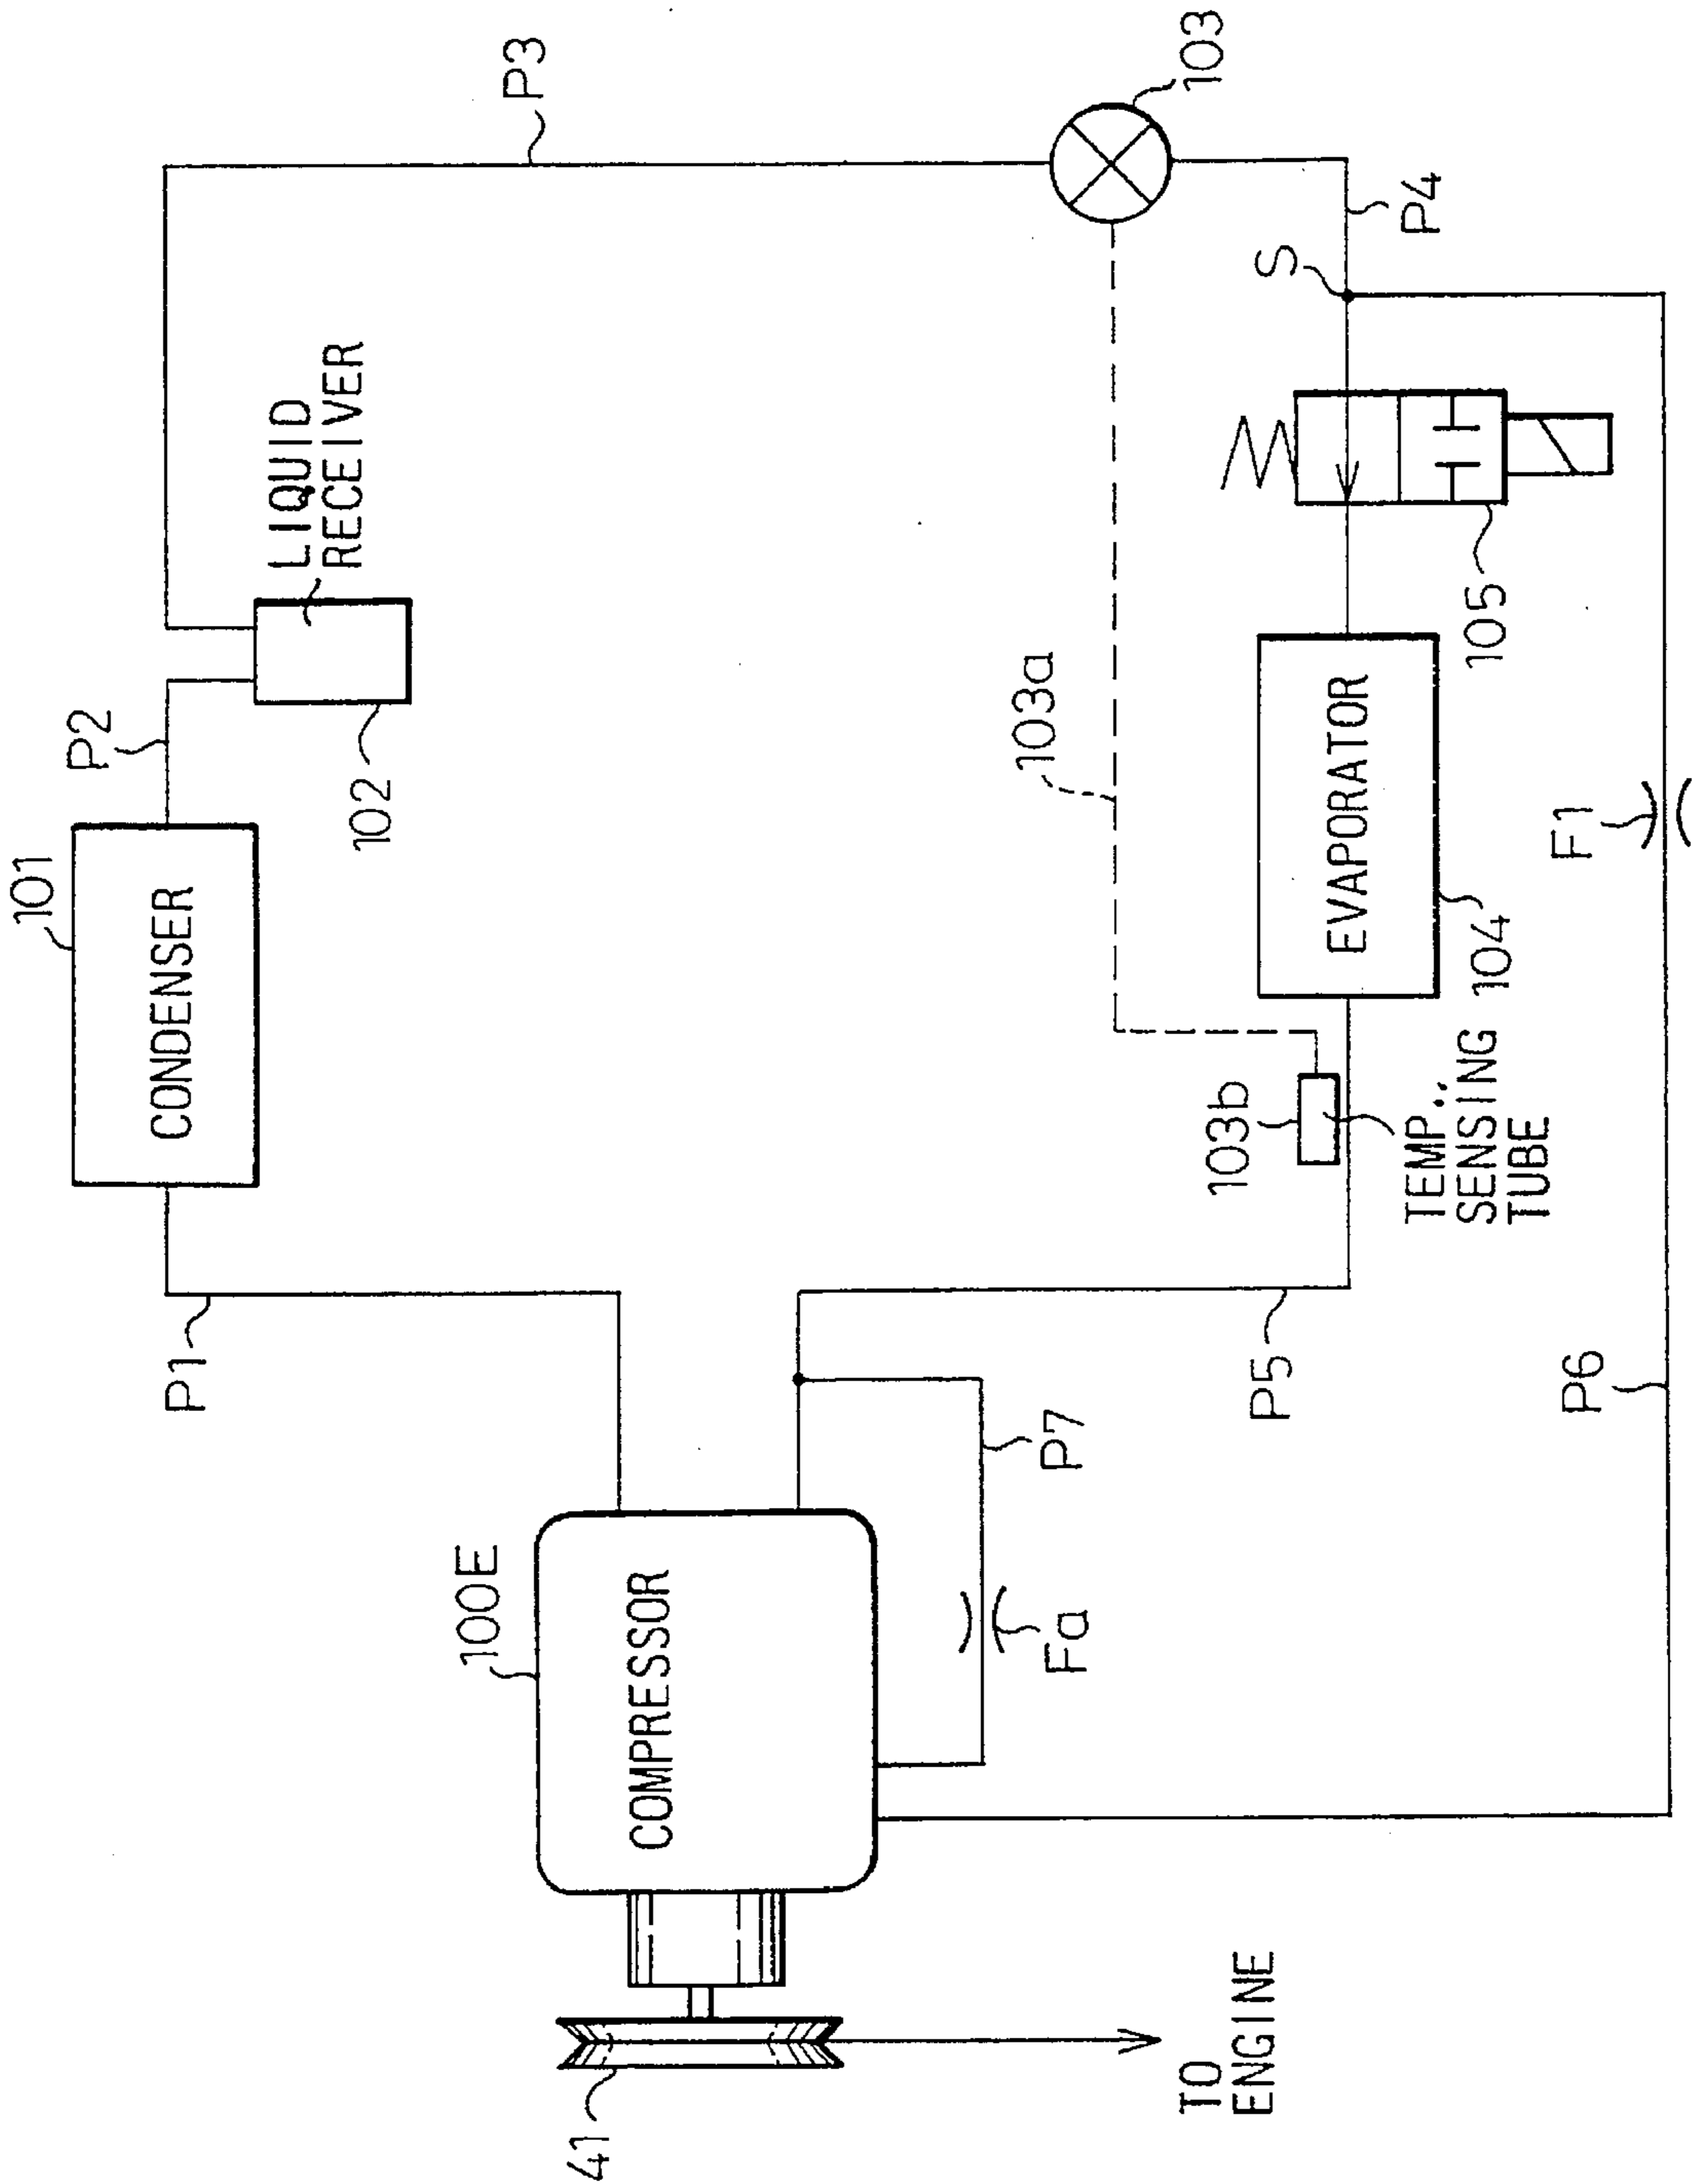 101
CONDENSER
P2
102
LIQUID
RECEIVER
P3
P1
100E
COMPRESSOR
41
TO
ENGINE
P7
Fa
P5
103b
TEMP.
SENSING
TUBE
103a
EVAPORATOR
104
105
S
P4
103
F1
P6